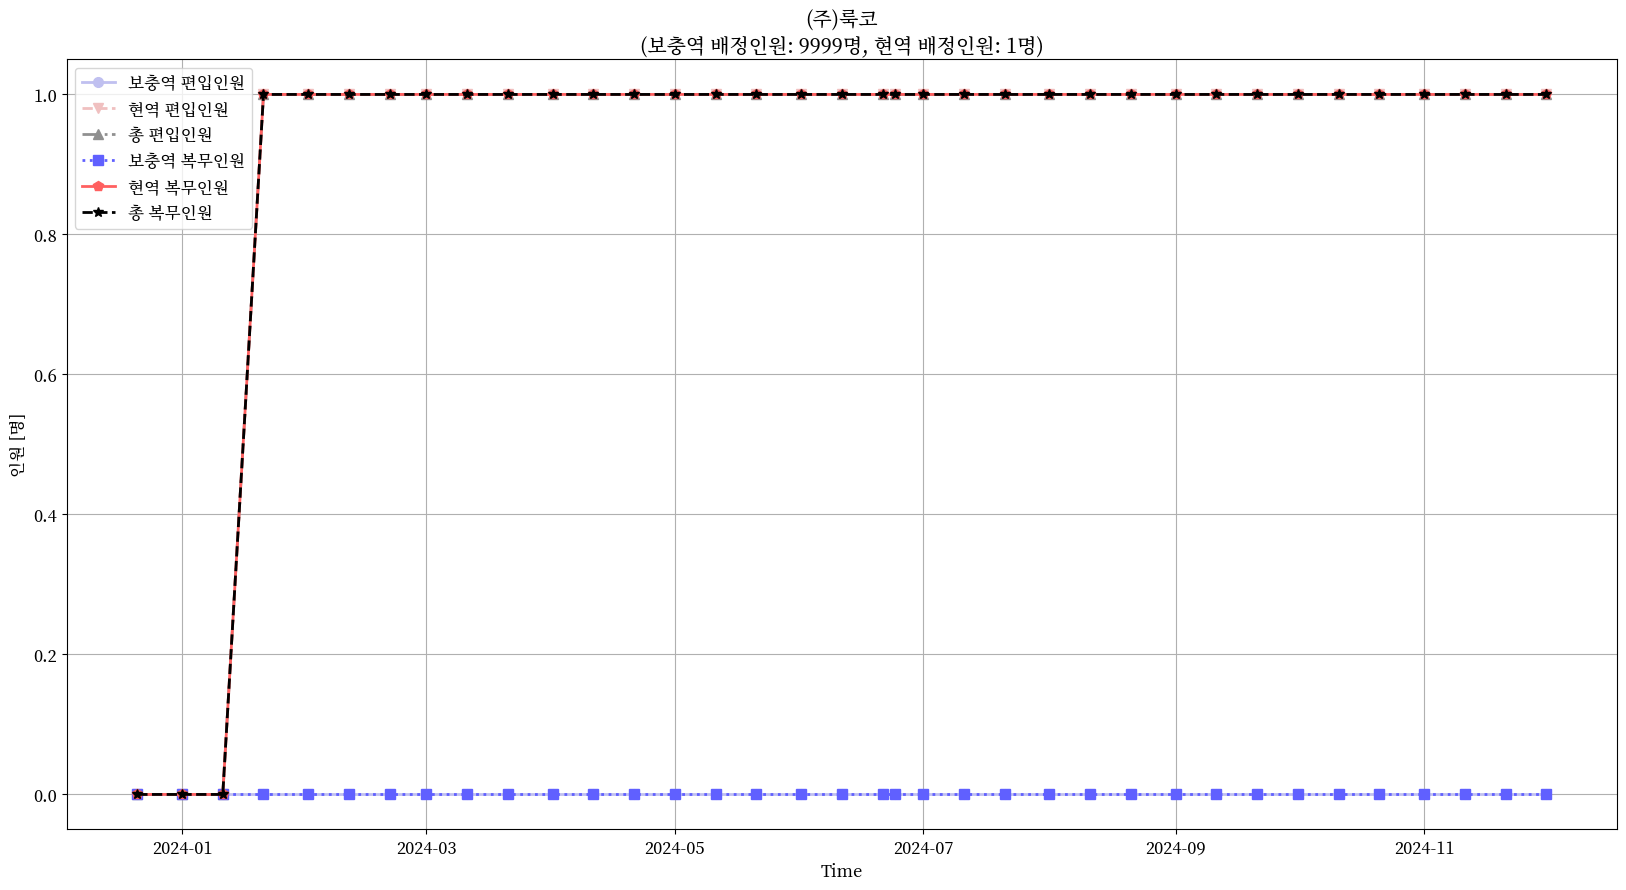 (주)룩코
(보충역 배정인원: 9999명, 현역 배정인원: 1명)
보충역 편입인원
현역 편입인원
총 편입인원
보충역 복무인원
현역 복무인원
총 복무인원
인원 [명]
1.0
0.8
0.6
0.4
0.2
0.0
2024-01 2024-03 2024-05 2024-07 2024-09 2024-11
Time